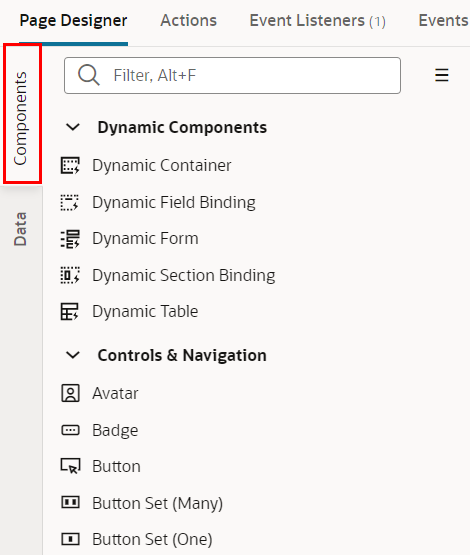 Page Designer Actions Event Listeners (1) Events
Components
Filter, Alt+F
Dynamic Components
Dynamic Container
Data
Dynamic Field Binding
Dynamic Form
Dynamic Section Binding
Dynamic Table
Controls & Navigation
Avatar
Badge
Button
Button Set (Many)
Button Set (One)